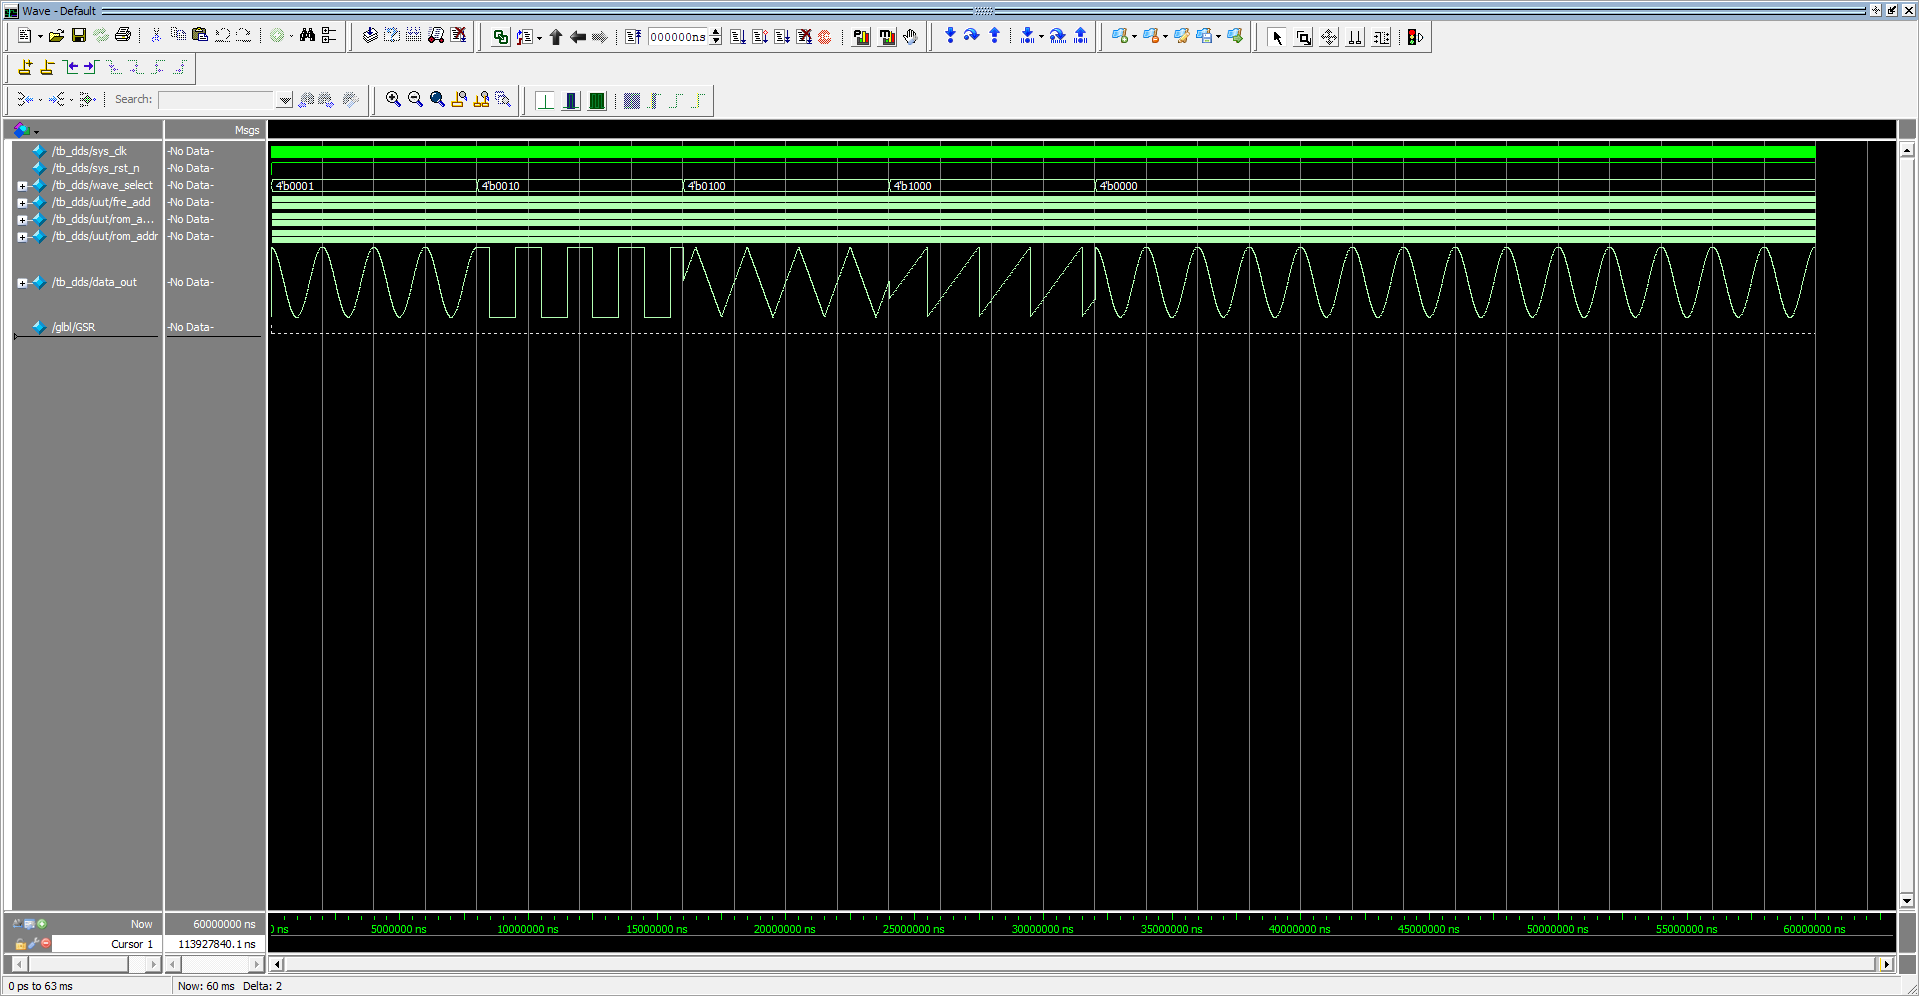 Wave - Default
000000ns
Search:
Msgs
/tb_dds/sys_clk -No Data-
/tb_dds/sys_rst_n -No Data-
/tb_dds/wave_select -No Data- 4'b0001 4'b0010 4'b0100 4'b1000 4'b0000
/tb_dds/uut/fre_add -No Data-
/tb_dds/uut/rom_a... -No Data-
/tb_dds/uut/rom_addr -No Data-
/tb_dds/data_out -No Data-
/glbl/GSR -No Data-
Now 60000000 ns
ns 5000000 ns 10000000 ns 15000000 ns 20000000 ns 25000000 ns 30000000 ns 35000000 ns 40000000 ns 45000000 ns 50000000 ns 55000000 ns 60000000 ns
Cursor 1 113927840.1 ns
0 ps to 63 ms Now: 60 ms Delta: 2